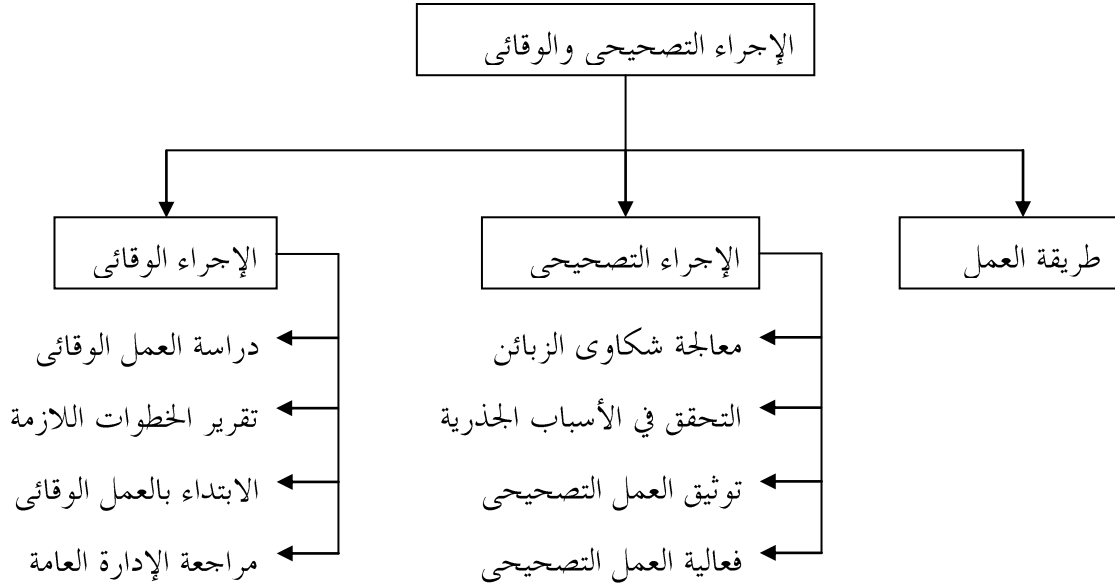 الإجراء التصحيحى والوقائى
طريقة العمل
الإجراء التصحيحى
معالجة شكاوى الزبائن
التحقق في الأسباب الجذرية
توثيق العمل التصحيحى
فعالية العمل التصحيحى
الإجراء الوقائى
دراسة العمل الوقائى
تقرير الخطوات اللازمة
الابتداء بالعمل الوقائى
مراجعة الإدارة العامة